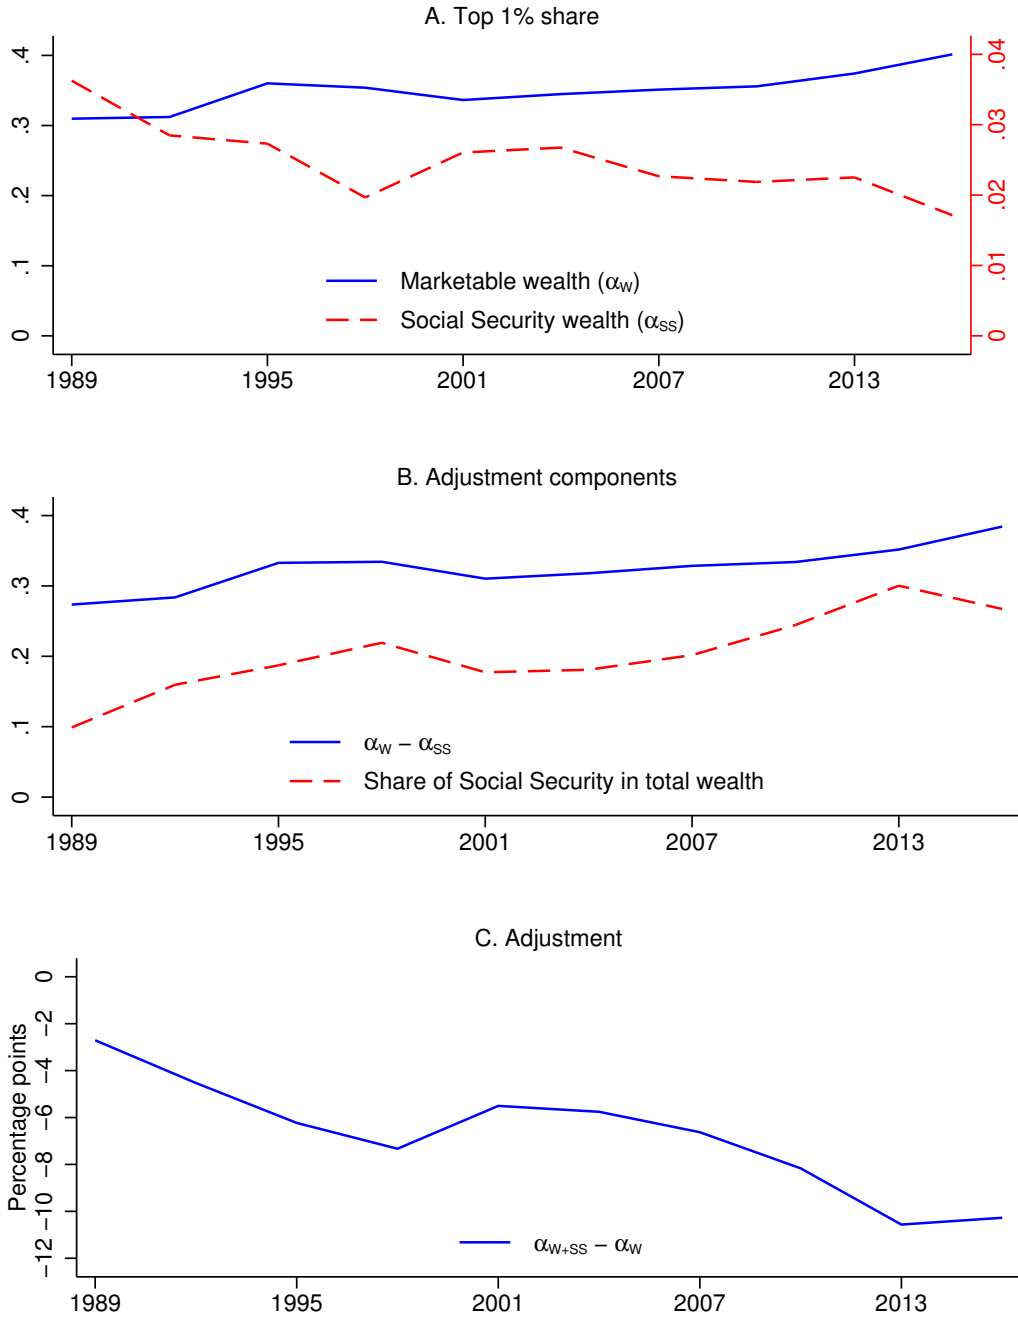 A. Top 1% share
.4
.3
.2
.1
0
.04
.03
.02
.01
0
Marketable wealth (αW)
Social Security wealth (αSS)
1989 1995 2001 2007 2013
B. Adjustment components
.4
.3
.2
.1
0
αW − αSS
Share of Social Security in total wealth
1989 1995 2001 2007 2013
C. Adjustment
Percentage points
0
−2
−4
−6
−8
−10
−12
αW+SS − αW
1989 1995 2001 2007 2013